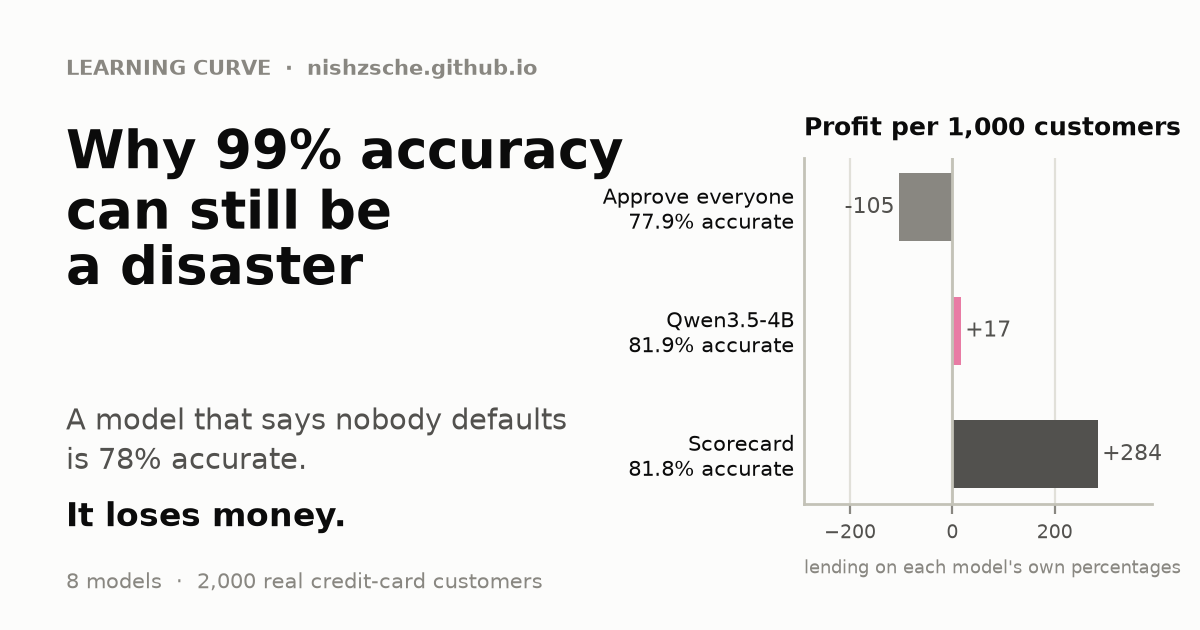 LEARNING CURVE · nishzsche.github.io
Why 99% accuracy
can still be
a disaster
A model that says nobody defaults
is 78% accurate.
It loses money.
8 models · 2,000 real credit-card customers
Profit per 1,000 customers
Approve everyone
77.9% accurate
-105
Qwen3.5-4B
81.9% accurate
+17
Scorecard
81.8% accurate
+284
−200 0 200
lending on each model's own percentages